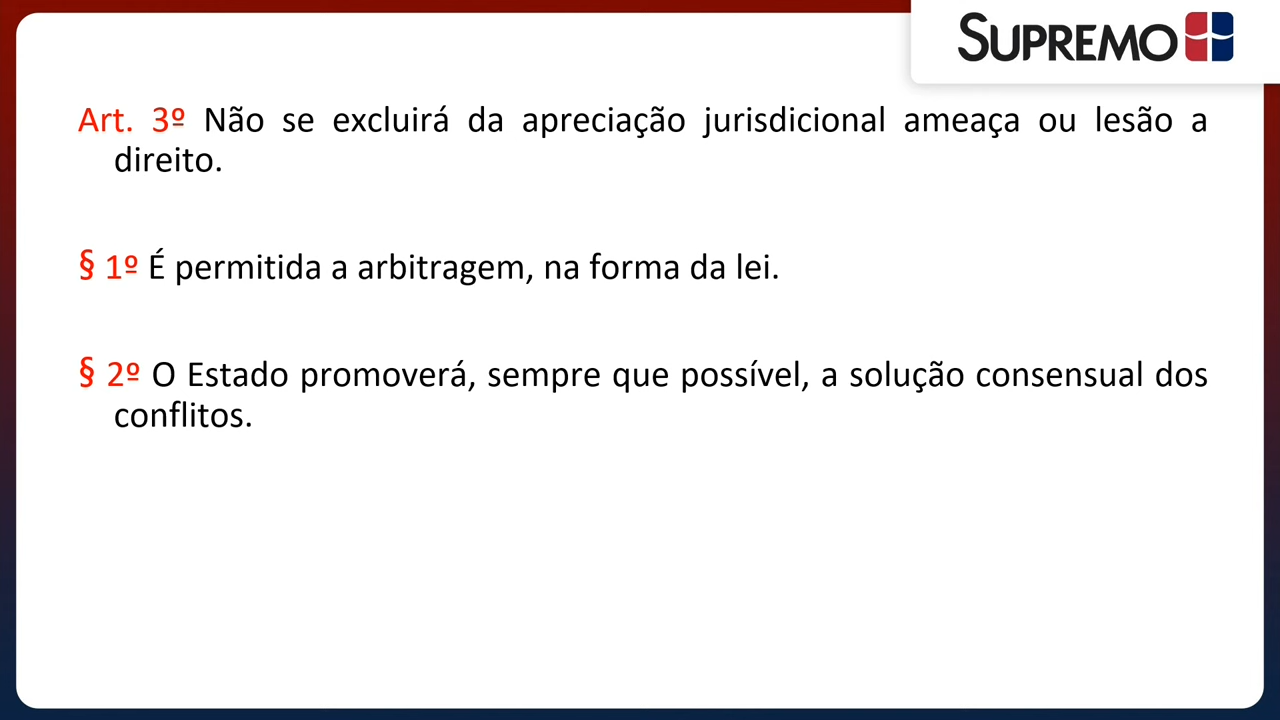 SUPREMO
Art. 3º Não se excluirá da apreciação jurisdicional ameaça ou lesão a
direito.
§ 1º É permitida a arbitragem, na forma da lei.
§ 2º O Estado promoverá, sempre que possível, a solução consensual dos
conflitos.